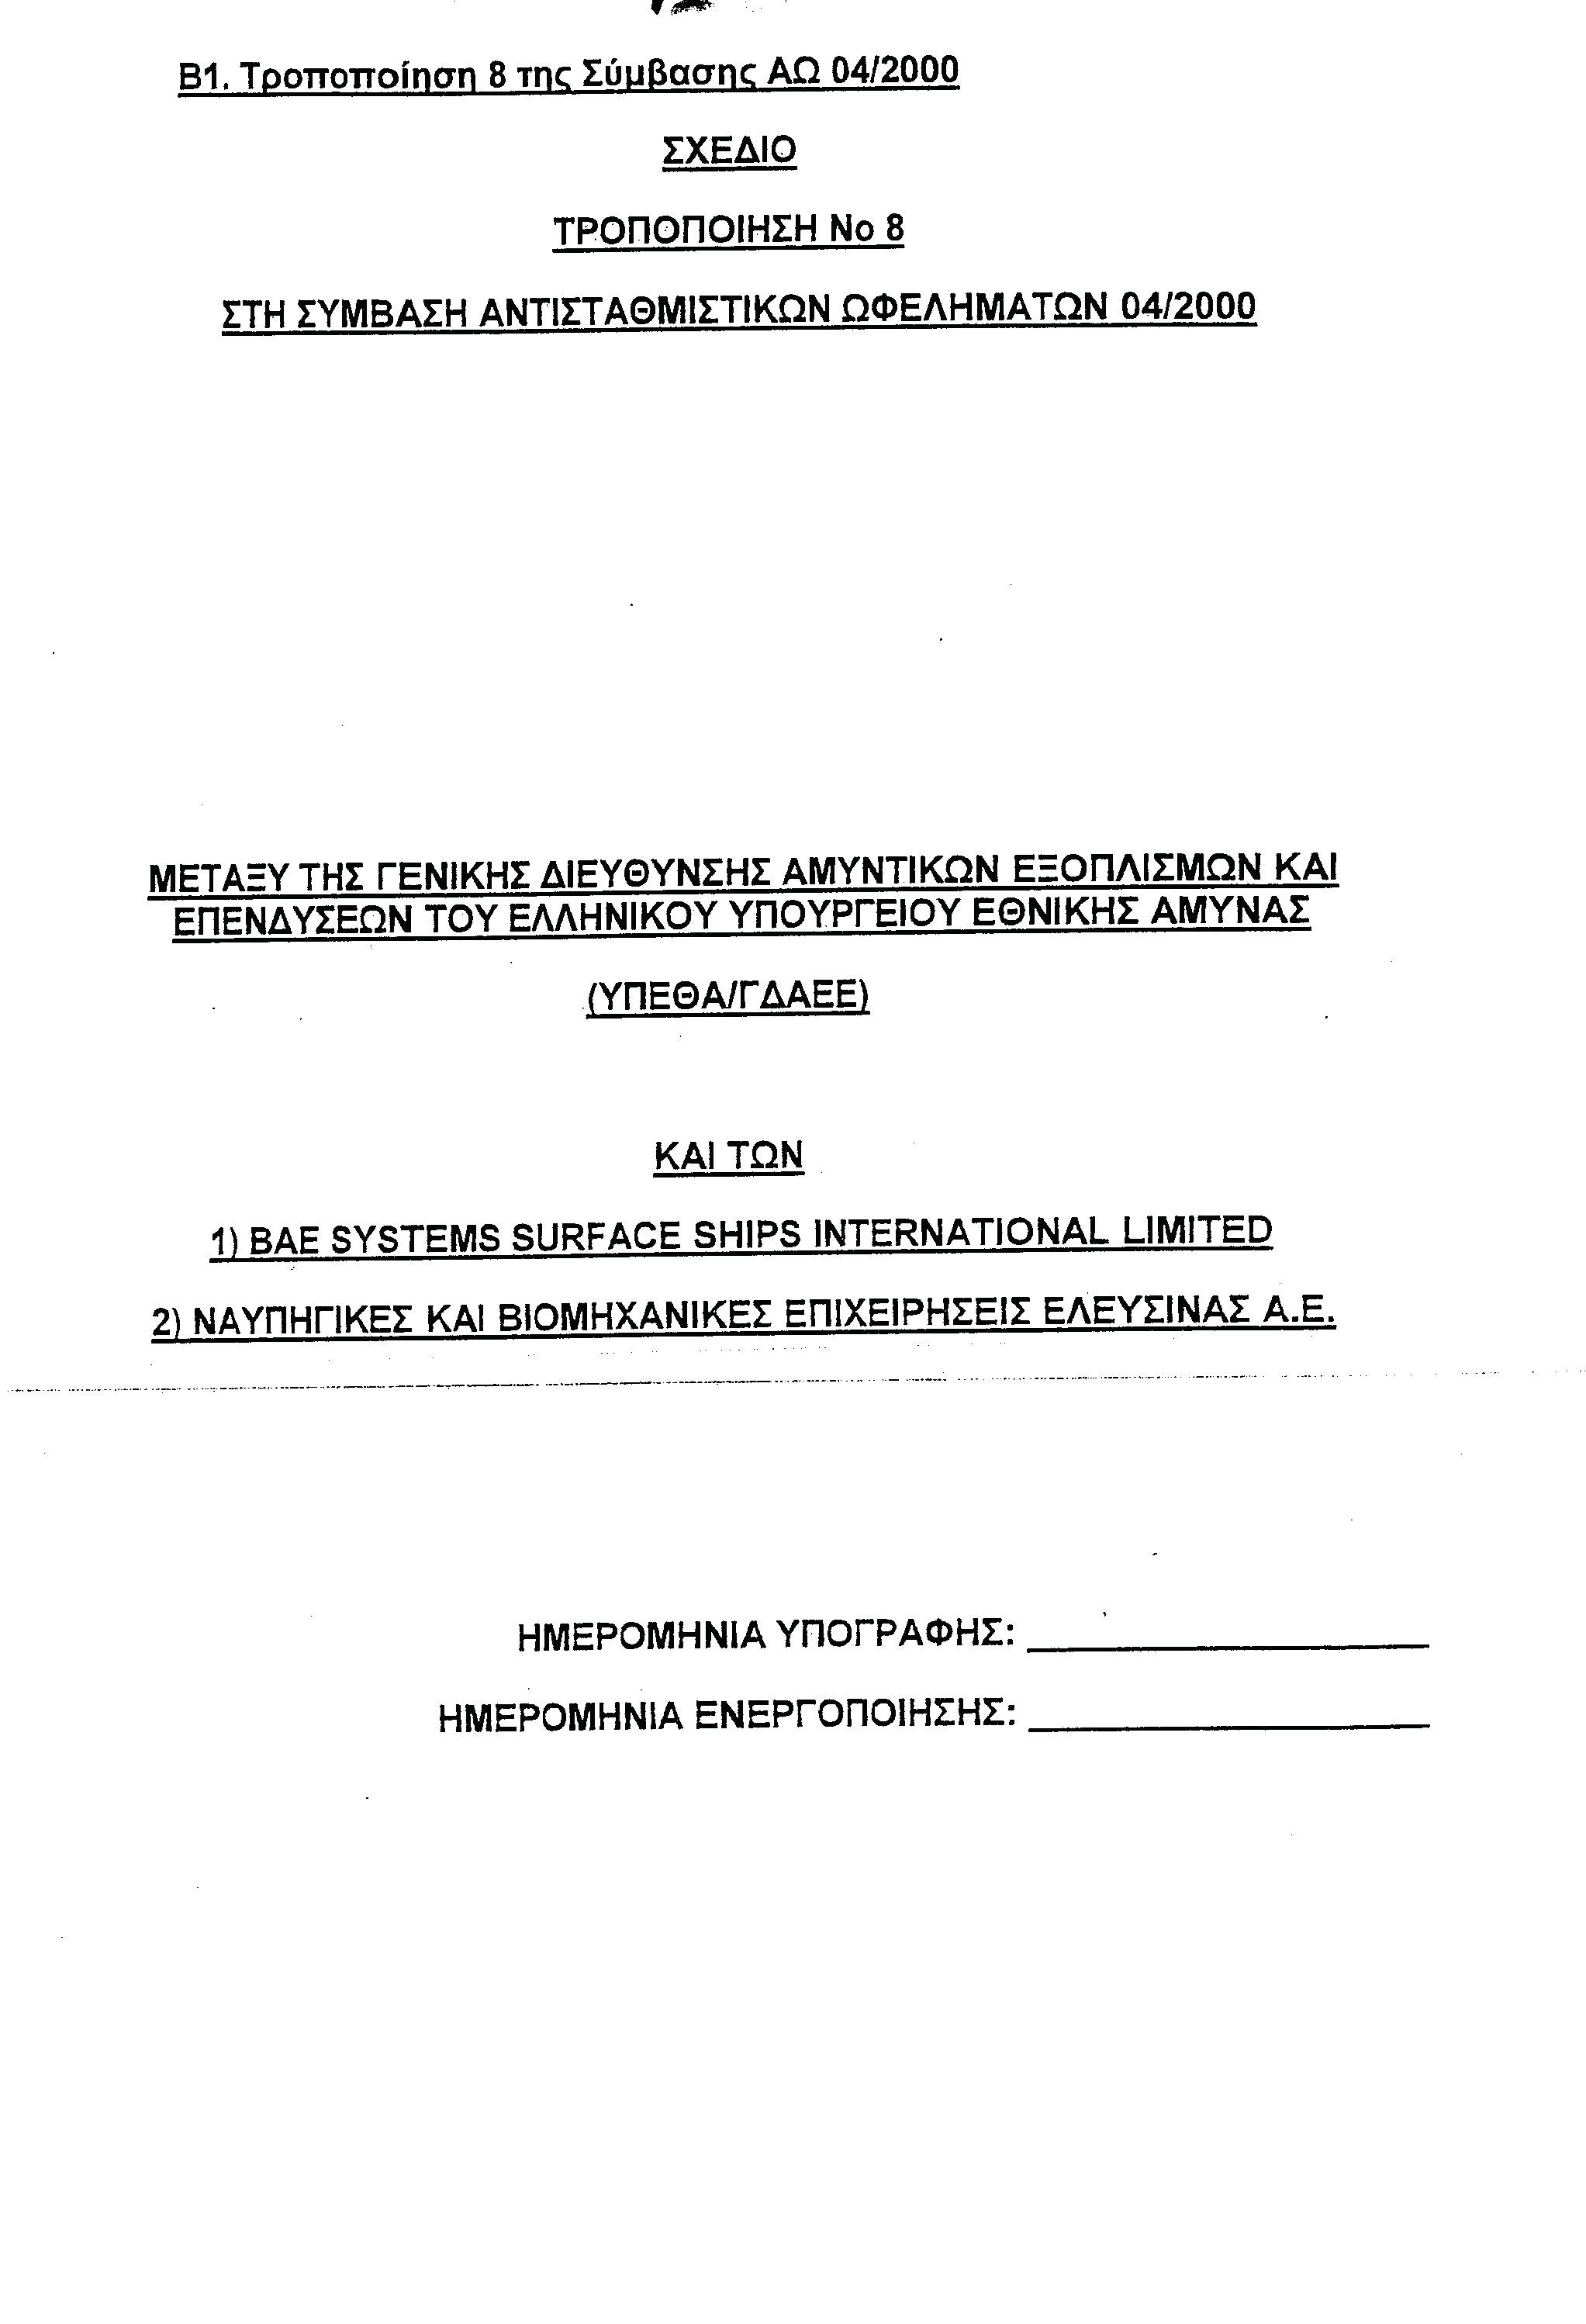 Β1. Τροποποίηση 8 της Σύμβασης ΑΩ 04/2000
ΣΧΕΔΙΟ
ΤΡΟΠΟΠΟΙΗΣΗ Νο 8
ΣΤΗ ΣΥΜΒΑΣΗ ΑΝΤΙΣΤΑΘΜΙΣΤΙΚΩΝ ΩΦΕΛΗΜΑΤΩΝ 04/2000
ΜΕΤΑΞΥ ΤΗΣ ΓΕΝΙΚΗΣ ΔΙΕΥΘΥΝΣΗΣ ΑΜΥΝΤΙΚΩΝ ΕΞΟΠΛΙΣΜΩΝ ΚΑΙ
ΕΠΕΝΔΥΣΕΩΝ ΤΟΥ ΕΛΛΗΝΙΚΟΥ ΥΠΟΥΡΓΕΙΟΥ ΕΘΝΙΚΗΣ ΑΜΥΝΑΣ
(ΥΠΕΘΑ/ΓΔΑΕΕ)
ΚΑΙ ΤΩΝ
1) BAE SYSTEMS SURFACE SHIPS INTERNATIONAL LIMITED
2) ΝΑΥΠΗΓΙΚΕΣ ΚΑΙ ΒΙΟΜΗΧΑΝΙΚΕΣ ΕΠΙΧΕΙΡΗΣΕΙΣ ΕΛΕΥΣΙΝΑΣ Α.Ε.
ΗΜΕΡΟΜΗΝΙΑ ΥΠΟΓΡΑΦΗΣ:
ΗΜΕΡΟΜΗΝΙΑ ΕΝΕΡΓΟΠΟΙΗΣΗΣ: